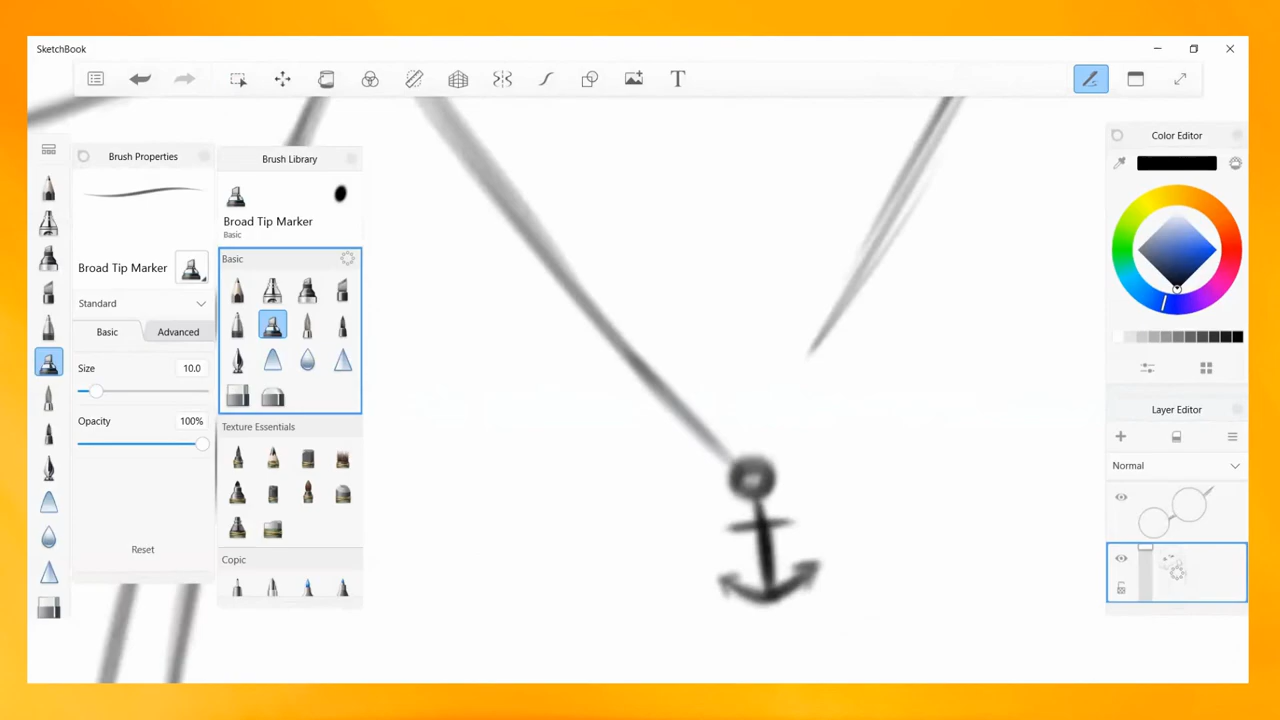 SketchBook
T
Brush Properties
Broad Tip Marker
Standard
Basic
Advanced
Size
10.0
Opacity
100%
Reset
Brush Library
Broad Tip Marker
Basic
Basic
Texture Essentials
Copic
Color Editor
Layer Editor
Normal